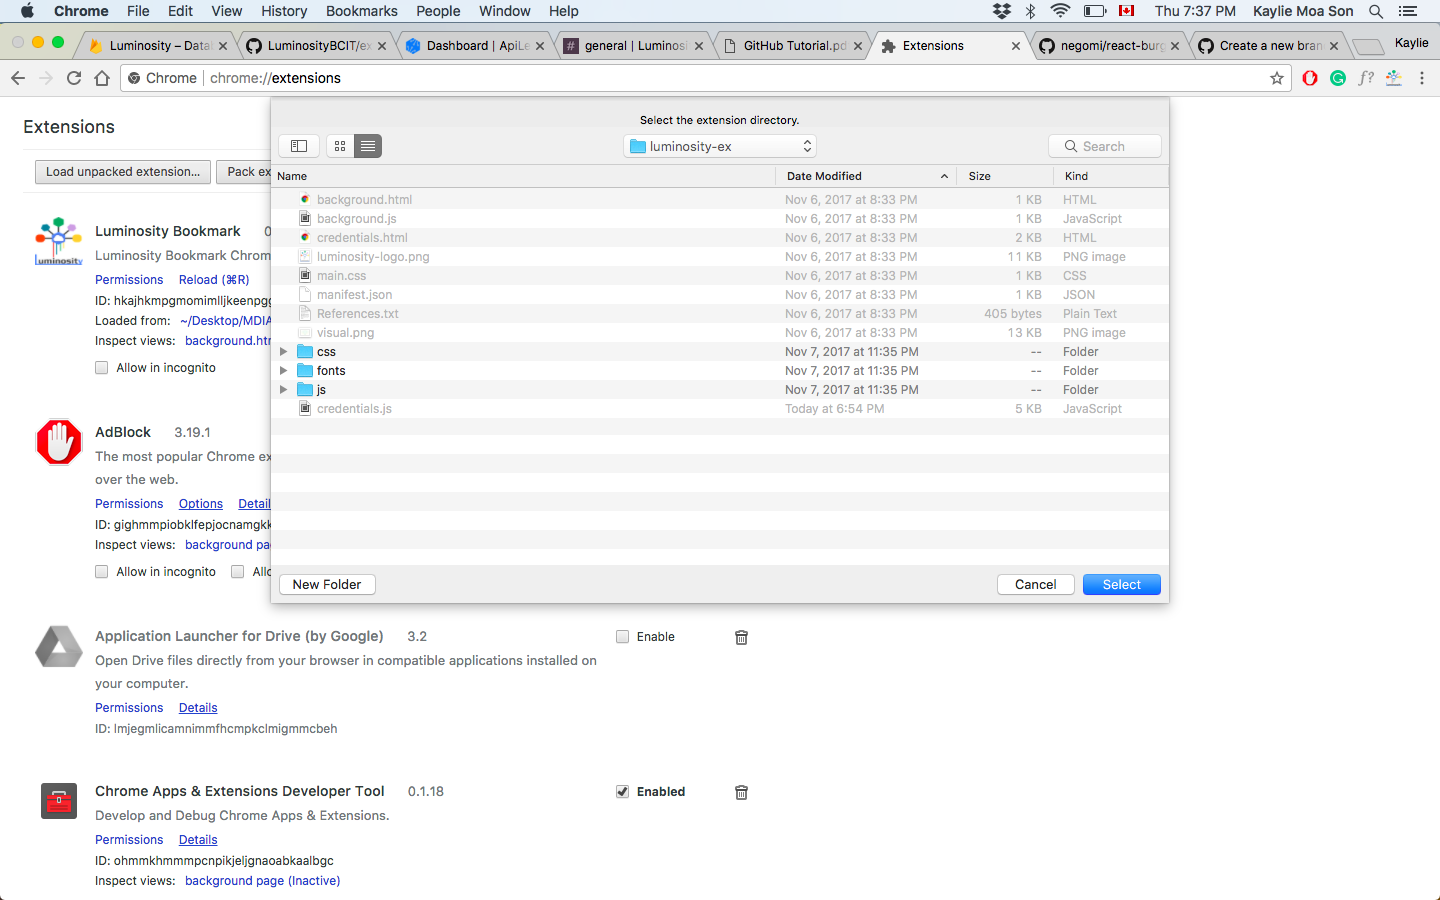 Chrome File Edit View History Bookmarks People Window Help Thu 7:37 PM Kaylie Moa Son
Luminosity – Datal LuminosityBCIT/ex Dashboard | ApiLe general | Luminosi GitHub Tutorial.pd Extensions negomi/react-burg Create a new bran Kaylie
Chrome chrome://extensions f?
Extensions
Load unpacked extension... Pack ex
Luminosity
Luminosity Bookmark 0
Luminosity Bookmark Chrom
Permissions Reload (⌘R)
ID: hkajhkmpgmomimlljkeenpgg
Loaded from: ~/Desktop/MDIA
Inspect views: background.htm
Allow in incognito
AdBlock 3.19.1
The most popular Chrome ex
over the web.
Permissions Options Detail
ID: gighmmpiobklfepjocnamgkk
Inspect views: background pa
Allow in incognito Allo
Select the extension directory.
luminosity-ex Search
Name Date Modified Size Kind
background.html Nov 6, 2017 at 8:33 PM 1 KB HTML
background.js Nov 6, 2017 at 8:33 PM 1 KB JavaScript
credentials.html Nov 6, 2017 at 8:33 PM 2 KB HTML
luminosity-logo.png Nov 6, 2017 at 8:33 PM 11 KB PNG image
main.css Nov 6, 2017 at 8:33 PM 1 KB CSS
manifest.json Nov 6, 2017 at 8:33 PM 1 KB JSON
References.txt Nov 6, 2017 at 8:33 PM 405 bytes Plain Text
visual.png Nov 6, 2017 at 8:33 PM 13 KB PNG image
css Nov 7, 2017 at 11:35 PM -- Folder
fonts Nov 7, 2017 at 11:35 PM -- Folder
js Nov 7, 2017 at 11:35 PM -- Folder
credentials.js Today at 6:54 PM 5 KB JavaScript
New Folder Cancel Select
Application Launcher for Drive (by Google) 3.2 Enable
Open Drive files directly from your browser in compatible applications installed on
your computer.
Permissions Details
ID: lmjegmlicamnimmfhcmpkclmigmmcbeh
Chrome Apps & Extensions Developer Tool 0.1.18 Enabled
Develop and Debug Chrome Apps & Extensions.
Permissions Details
ID: ohmmkhmmmpcnpikjeljgnaoabkaalbgc
Inspect views: background page (Inactive)